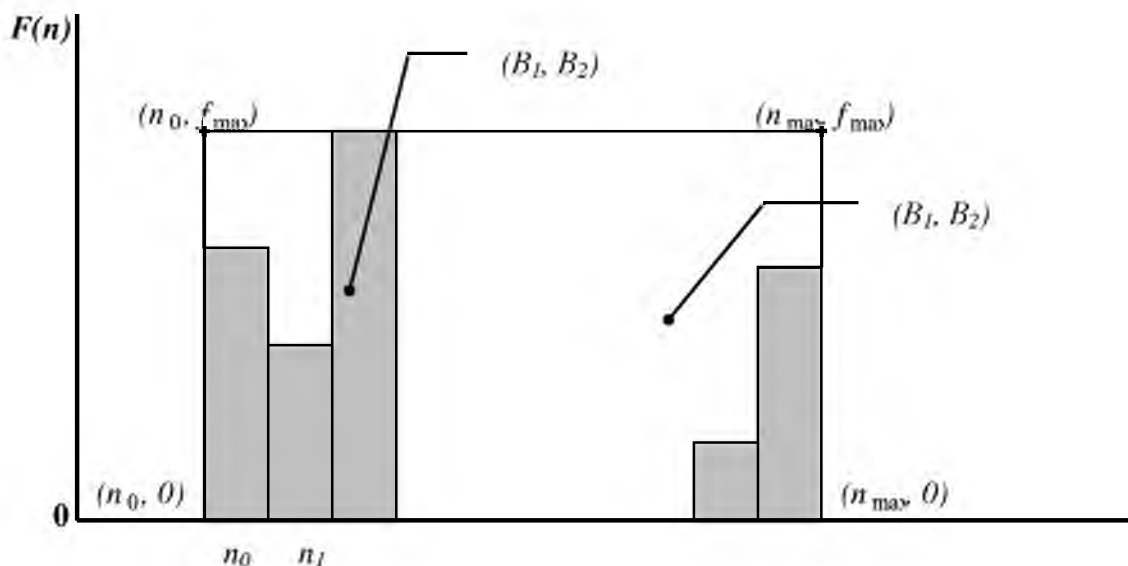 F(n)
(B₁, B₂)
(n₀, fₘₐₓ)
(nₘₐₓ, fₘₐₓ)
(B₁, B₂)
(n₀, 0)
(nₘₐₓ, 0)
0
n₀
n₁